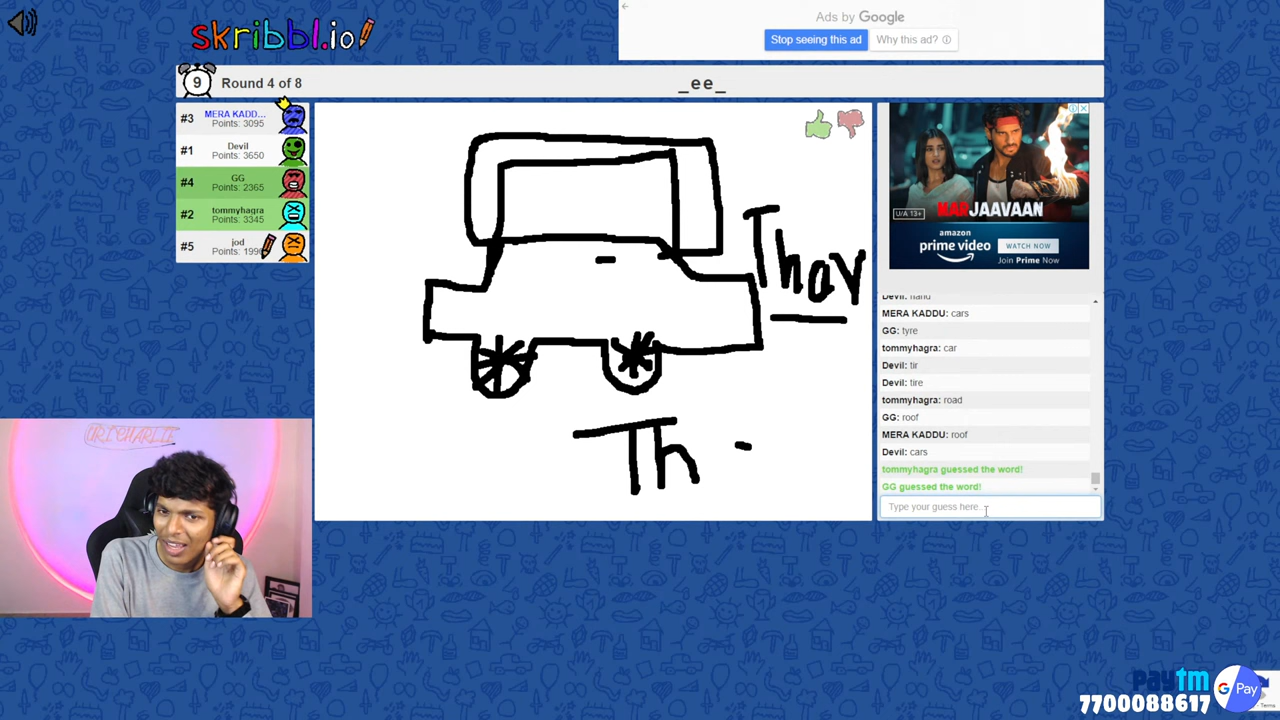 skribbl.io
Ads by Google
Stop seeing this ad
Why this ad?
9
Round 4 of 8
_ee_
#3
MERA KADD...
Points: 3095
#1
Devil
Points: 3650
#4
GG
Points: 2365
#2
tommyhagra
Points: 3345
#5
jod
Thar
Th -
U/A 13+
MARJAAVAAN
amazon
prime video
WATCH NOW
Join Prime Now
Devil: hand
MERA KADDU: cars
GG: tyre
tommyhagra: car
Devil: tir
Devil: tire
tommyhagra: road
GG: roof
MERA KADDU: roof
Devil: cars
tommyhagra guessed the word!
GG guessed the word!
Type your guess here...
paytm
7700088617
G Pay